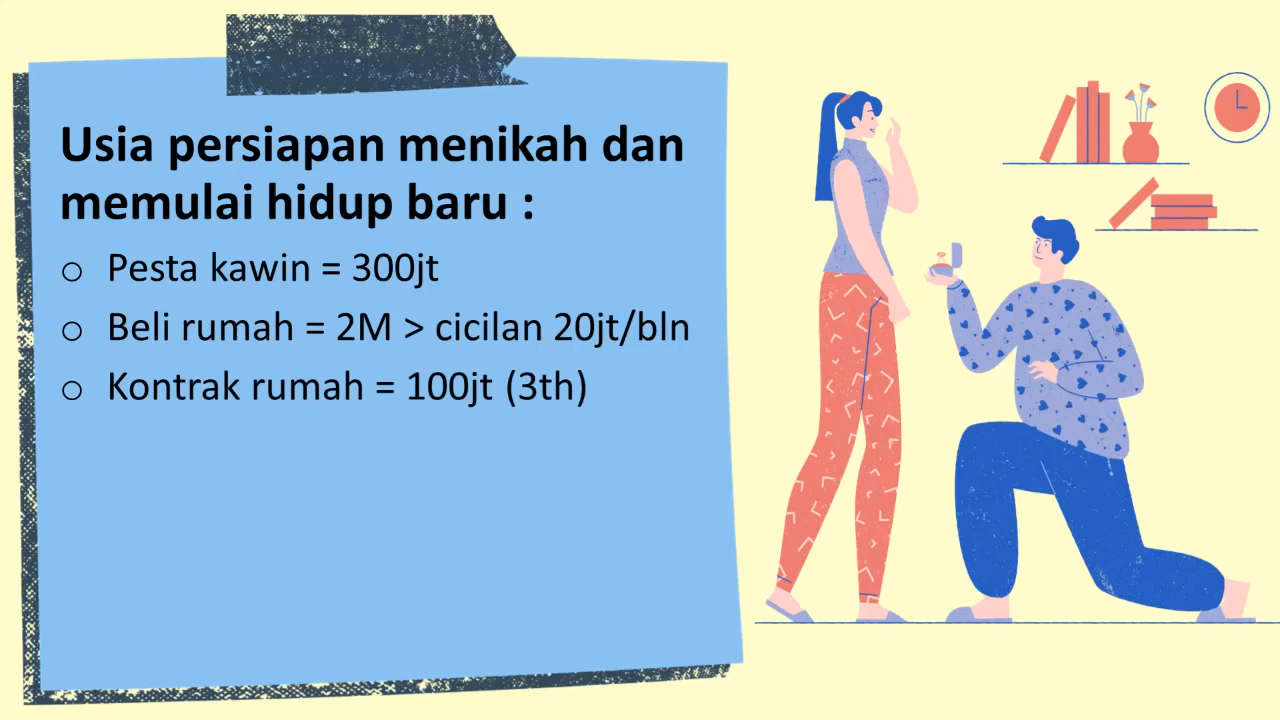 Usia persiapan menikah dan
memulai hidup baru :
o Pesta kawin = 300jt
o Beli rumah = 2M > cicilan 20jt/bln
o Kontrak rumah = 100jt (3th)